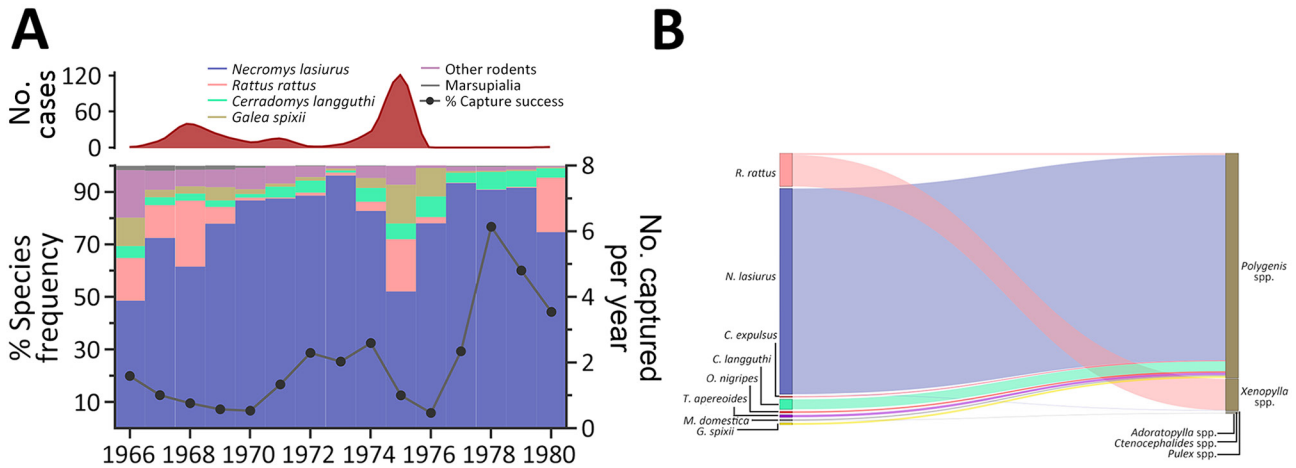 A
No. cases
120
60
0
Necromys lasiurus
Rattus rattus
Cerradomys langguthi
Galea spixii
Other rodents
Marsupialia
% Capture success
% Species frequency
90
70
50
30
10
8
6
4
2
0
No. captured per year
1966 1968 1970 1972 1974 1976 1978 1980
B
R. rattus
N. lasiurus
C. expulsus
C. langguthi
O. nigripes
T. apereoides
M. domestica
G. spixii
Polygenis
spp.
Xenopylla
spp.
Adoratopylla spp.
Ctenocephalides spp.
Pulex spp.